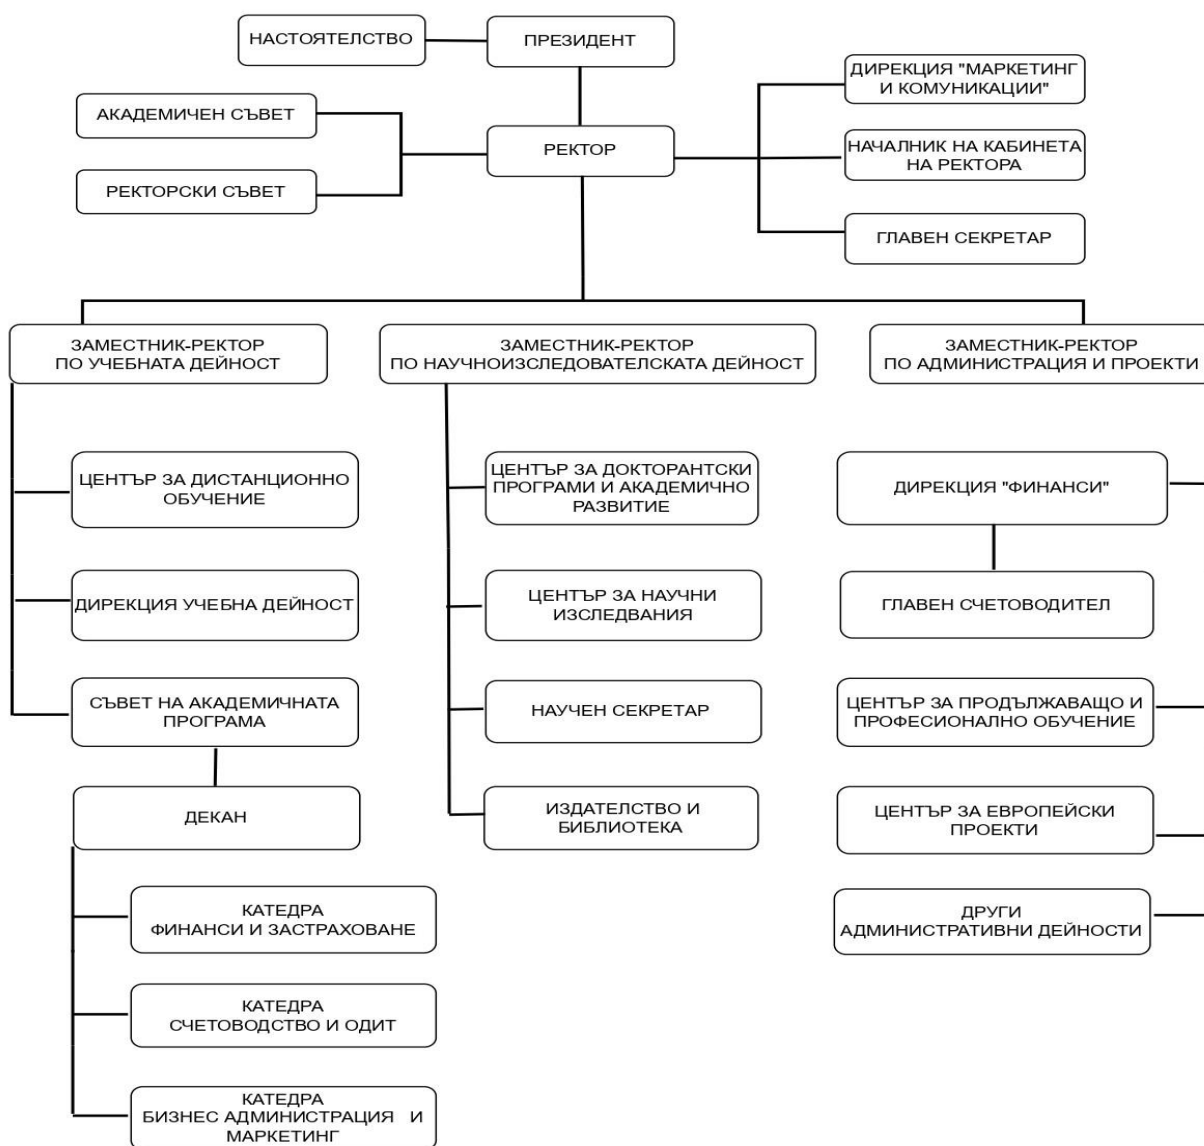 НАСТОЯТЕЛСТВО
ПРЕЗИДЕНТ
ДИРЕКЦИЯ "МАРКЕТИНГ
И КОМУНИКАЦИИ"
АКАДЕМИЧЕН СЪВЕТ
РЕКТОР
НАЧАЛНИК НА КАБИНЕТА
НА РЕКТОРА
РЕКТОРСКИ СЪВЕТ
ГЛАВЕН СЕКРЕТАР
ЗАМЕСТНИК-РЕКТОР
ПО УЧЕБНАТА ДЕЙНОСТ
ЗАМЕСТНИК-РЕКТОР
ПО НАУЧНОИЗСЛЕДОВАТЕЛСКАТА ДЕЙНОСТ
ЗАМЕСТНИК-РЕКТОР
ПО АДМИНИСТРАЦИЯ И ПРОЕКТИ
ЦЕНТЪР ЗА ДИСТАНЦИОННО
ОБУЧЕНИЕ
ЦЕНТЪР ЗА ДОКТОРАНТСКИ
ПРОГРАМИ И АКАДЕМИЧНО
РАЗВИТИЕ
ДИРЕКЦИЯ "ФИНАНСИ"
ДИРЕКЦИЯ УЧЕБНА ДЕЙНОСТ
ЦЕНТЪР ЗА НАУЧНИ
ИЗСЛЕДВАНИЯ
ГЛАВЕН СЧЕТОВОДИТЕЛ
СЪВЕТ НА АКАДЕМИЧНАТА
ПРОГРАМА
НАУЧЕН СЕКРЕТАР
ЦЕНТЪР ЗА ПРОДЪЛЖАВАЩО И
ПРОФЕСИОНАЛНО ОБУЧЕНИЕ
ДЕКАН
ИЗДАТЕЛСТВО И
БИБЛИОТЕКА
ЦЕНТЪР ЗА ЕВРОПЕЙСКИ
ПРОЕКТИ
КАТЕДРА
ФИНАНСИ И ЗАСТРАХОВАНЕ
ДРУГИ
АДМИНИСТРАТИВНИ ДЕЙНОСТИ
КАТЕДРА
СЧЕТОВОДСТВО И ОДИТ
КАТЕДРА
БИЗНЕС АДМИНИСТРАЦИЯ И
МАРКЕТИНГ